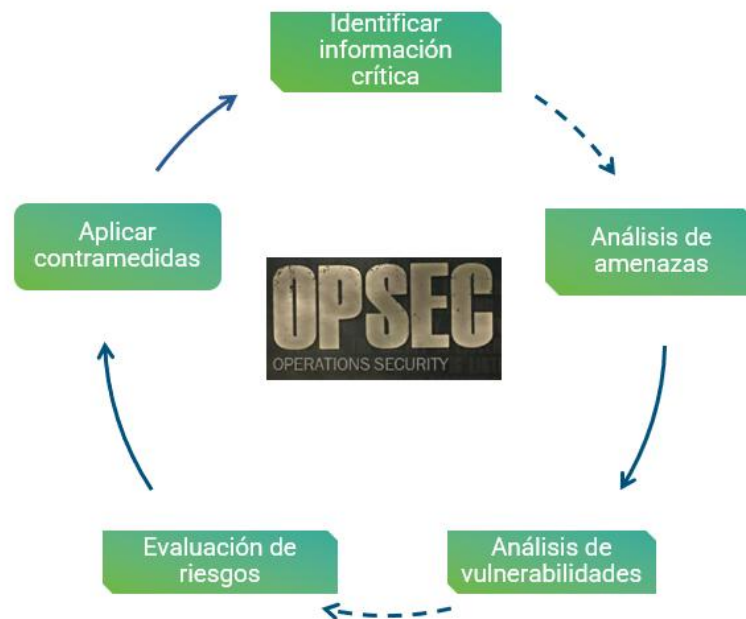 Identificar
información
crítica
Análisis de
amenazas
Análisis de
vulnerabilidades
Evaluación de
riesgos
Aplicar
contramedidas
OPSEC
OPERATIONS SECURITY